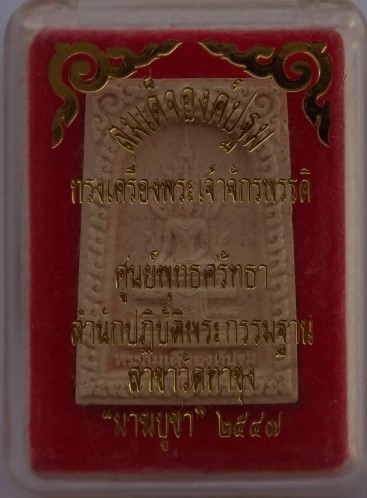 สมเด็จองค์ปฐม
ทรงเครื่องพระเจ้าจักรพรรดิ
ศูนย์พุทธศรัทธา
สำนักปฏิบัติพระกรรมฐาน
สาขาวัดท่าซุง
"มาฆบูชา" ๒๕๔๗